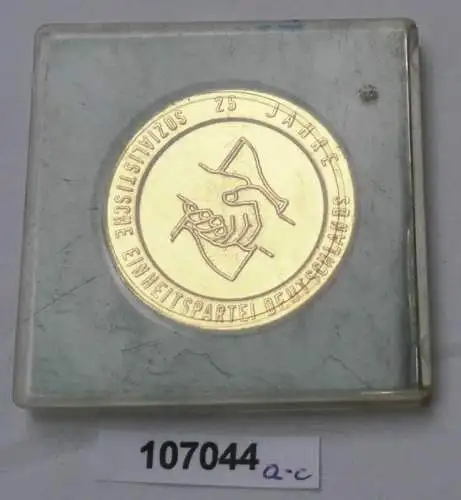 25 JAHRE
SOZIALISTISCHE EINHEITSPARTEI DEUTSCHLANDS
107044 a-c